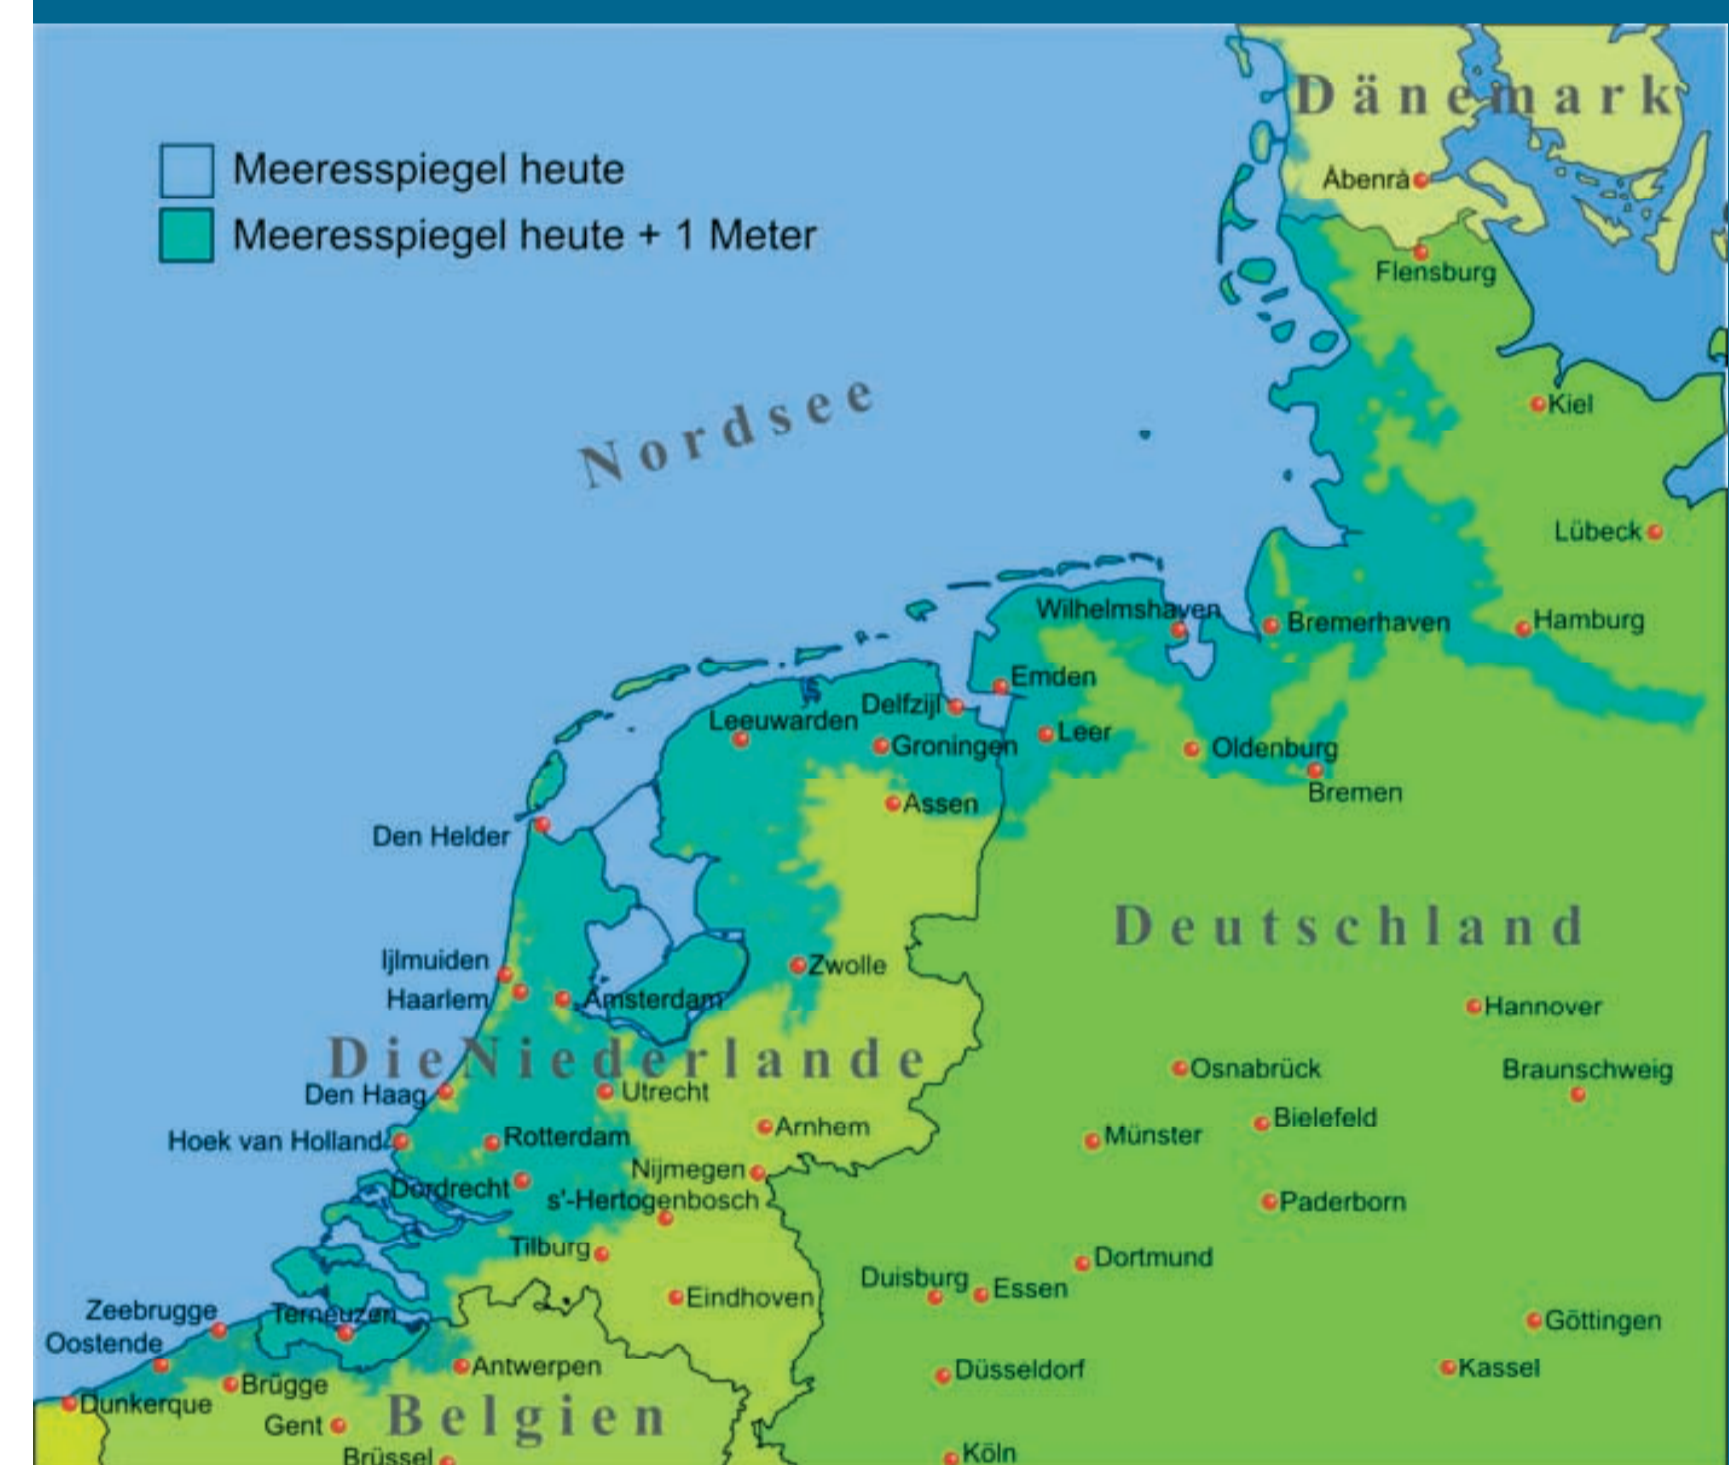 Dänemark
Meeresspiegel heute
Åbenrå
Meeresspiegel heute + 1 Meter
Flensburg
Nordsee
Kiel
Lübeck
Wilhelmshaven
Bremerhaven
Hamburg
Emden
Delfzijl
Leeuwarden
Leer
Groningen
Oldenburg
Bremen
Assen
Den Helder
Deutschland
Ijlmuiden
Zwolle
Haarlem
Amsterdam
Hannover
DieNiederlande
Osnabrück
Braunschweig
Den Haag
Utrecht
Bielefeld
Arnhem
Hoek van Holland
Rotterdam
Münster
Nijmegen
Dordrecht
s'-Hertogenbosch
Paderborn
Tilburg
Dortmund
Duisburg
Essen
Eindhoven
Zeebrugge
Terneuzen
Göttingen
Oostende
Antwerpen
Düsseldorf
Kassel
Brügge
Dunkerque
Belgien
Gent
Brüssel
Köln